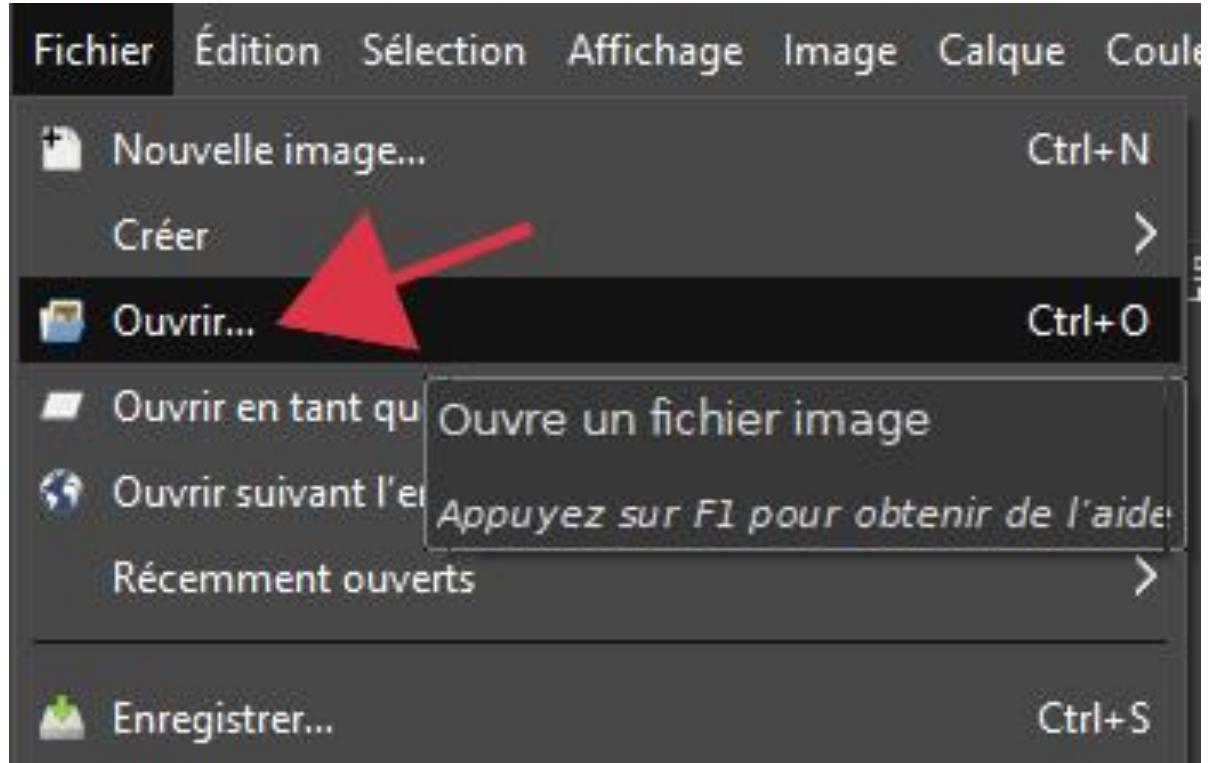 Fichier Édition Sélection Affichage Image Calque
Nouvelle image... Ctrl+N
Créer
Ouvrir... Ctrl+O
Ouvrir en tant qu
Ouvre un fichier image
Ouvrir suivant l'e
Appuyez sur F1 pour obtenir de l'aide
Récemment ouverts
Enregistrer... Ctrl+S